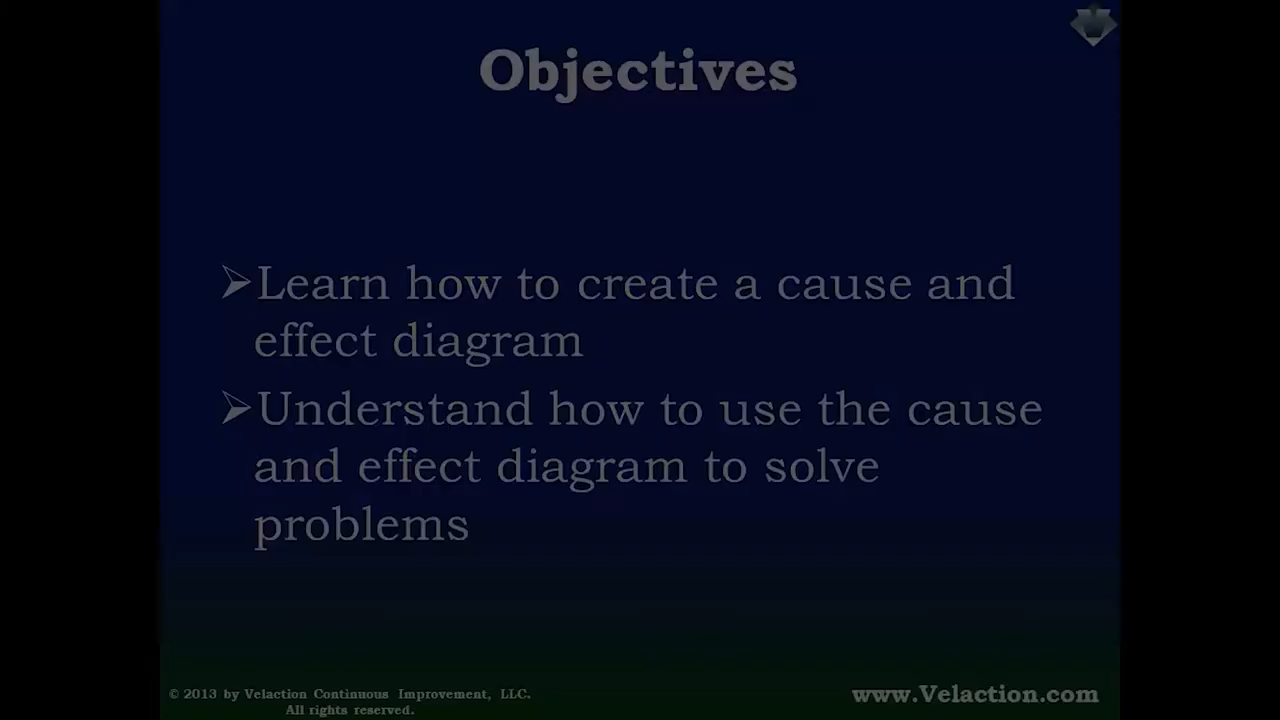 Objectives
➢Learn how to create a cause and
effect diagram
➢Understand how to use the cause
and effect diagram to solve
problems
© 2013 by Velaction Continuous Improvement, LLC.
All rights reserved.
www.Velaction.com